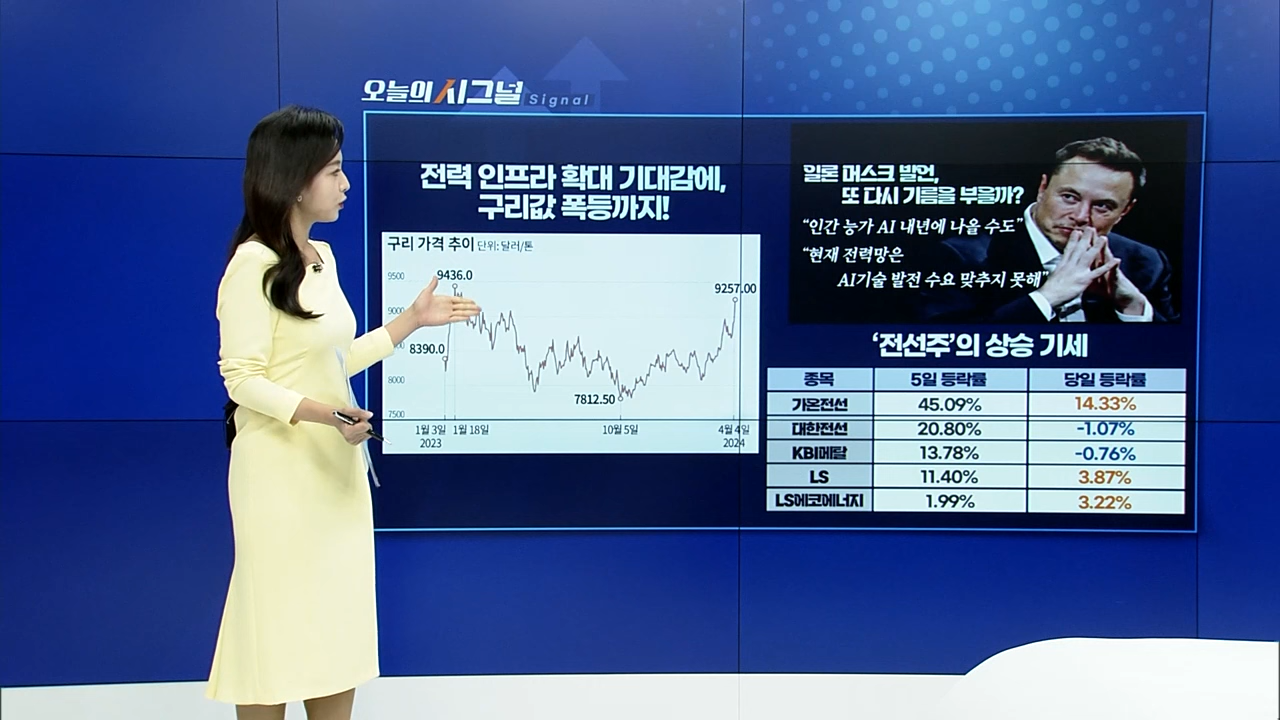 오늘의 시그널 Signal
전력 인프라 확대 기대감에,
구리값 폭등까지!
구리 가격 추이 단위: 달러/톤
9500
9000
8000
7500
9436.0
8390.0
7812.50
9257.00
1월 3일 1월 18일 10월 5일 4월 4일
2023 2024
일론 머스크 발언,
또 다시 기름을 부을까?
“인간 능가 AI 내년에 나올 수도”
“현재 전력망은
AI기술 발전 수요 맞추지 못해”
‘전선주’의 상승 기세
종목 5일 등락률 당일 등락률
가온전선 45.09% 14.33%
대한전선 20.80% -1.07%
KBI메탈 13.78% -0.76%
LS 11.40% 3.87%
LS에코에너지 1.99% 3.22%